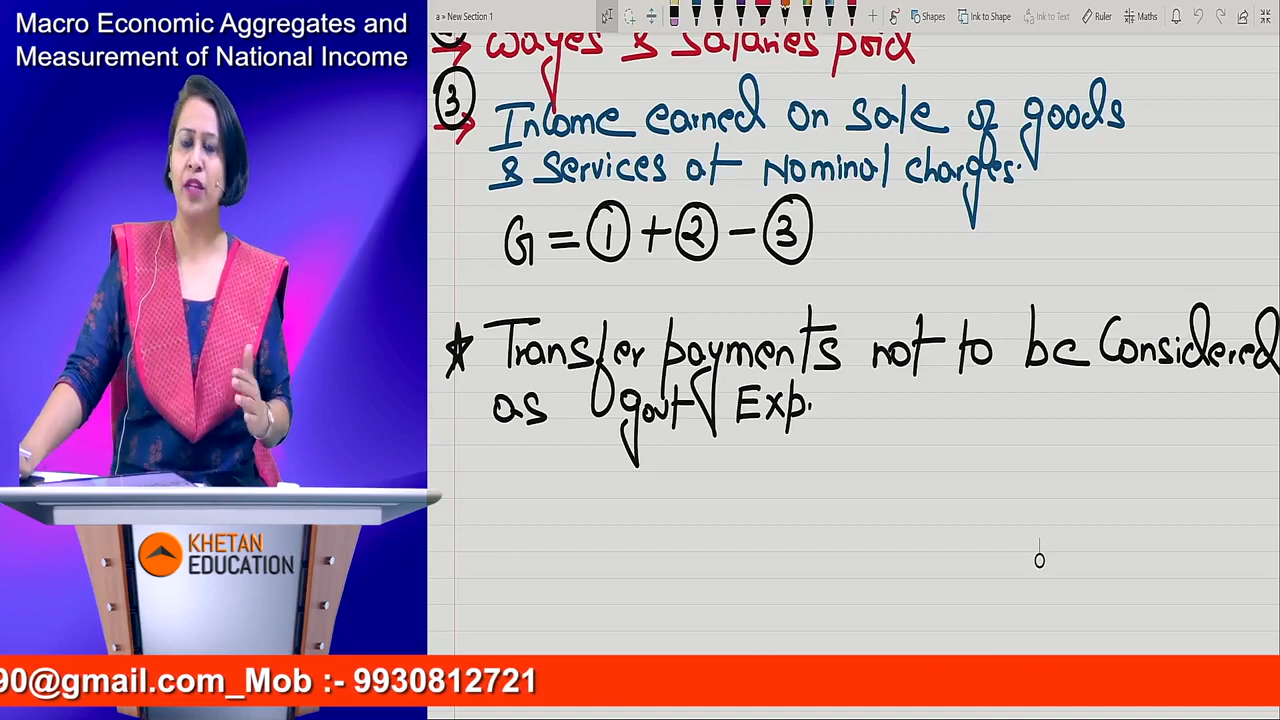 Macro Economic Aggregates and
Measurement of National Income
a » New Section 1
Shapes
Ink to Shape
Ink to Text
Ruler
Math
→ Wages & Salaries paid
③
→ Income earned on sale of goods
& Services at Nominal charges.
G = ① + ② - ③
★ Transfer payments not to be Considered
as govt Exp.
KHETAN
EDUCATION
90@gmail.com_Mob :- 9930812721